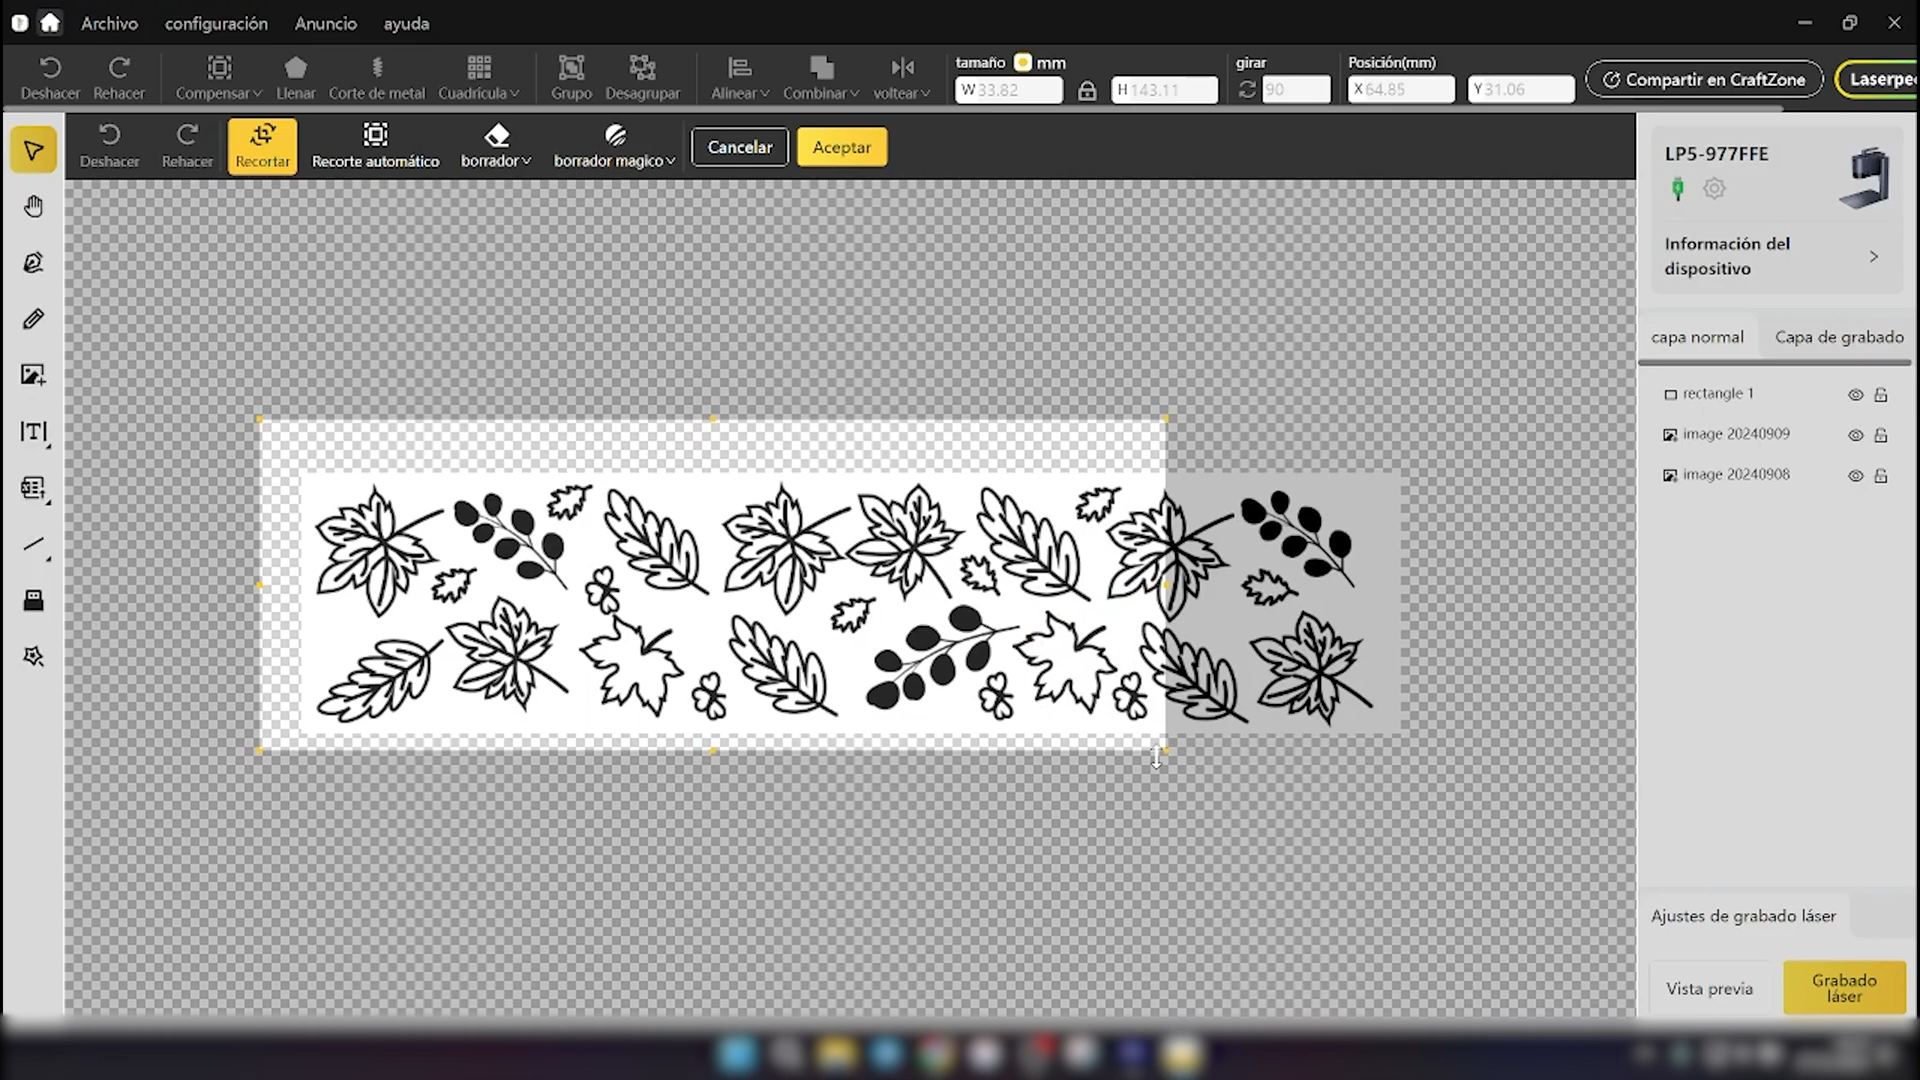 Archivo configuración Anuncio ayuda
tamaño mm girar Posición(mm)
Deshacer Rehacer Compensar Llenar Corte de metal Cuadrícula Grupo Desagrupar Alinear Combinar voltear W 33.82 H 143.11 90 X 64.85 Y 31.06 Compartir en CraftZone Laserpec
Deshacer Rehacer Recortar Recorte automático borrador borrador magico Cancelar Aceptar
LP5-977FFE
Información del
dispositivo
capa normal Capa de grabado
rectangle 1
image 20240909
image 20240908
Ajustes de grabado láser
Vista previa Grabado
láser